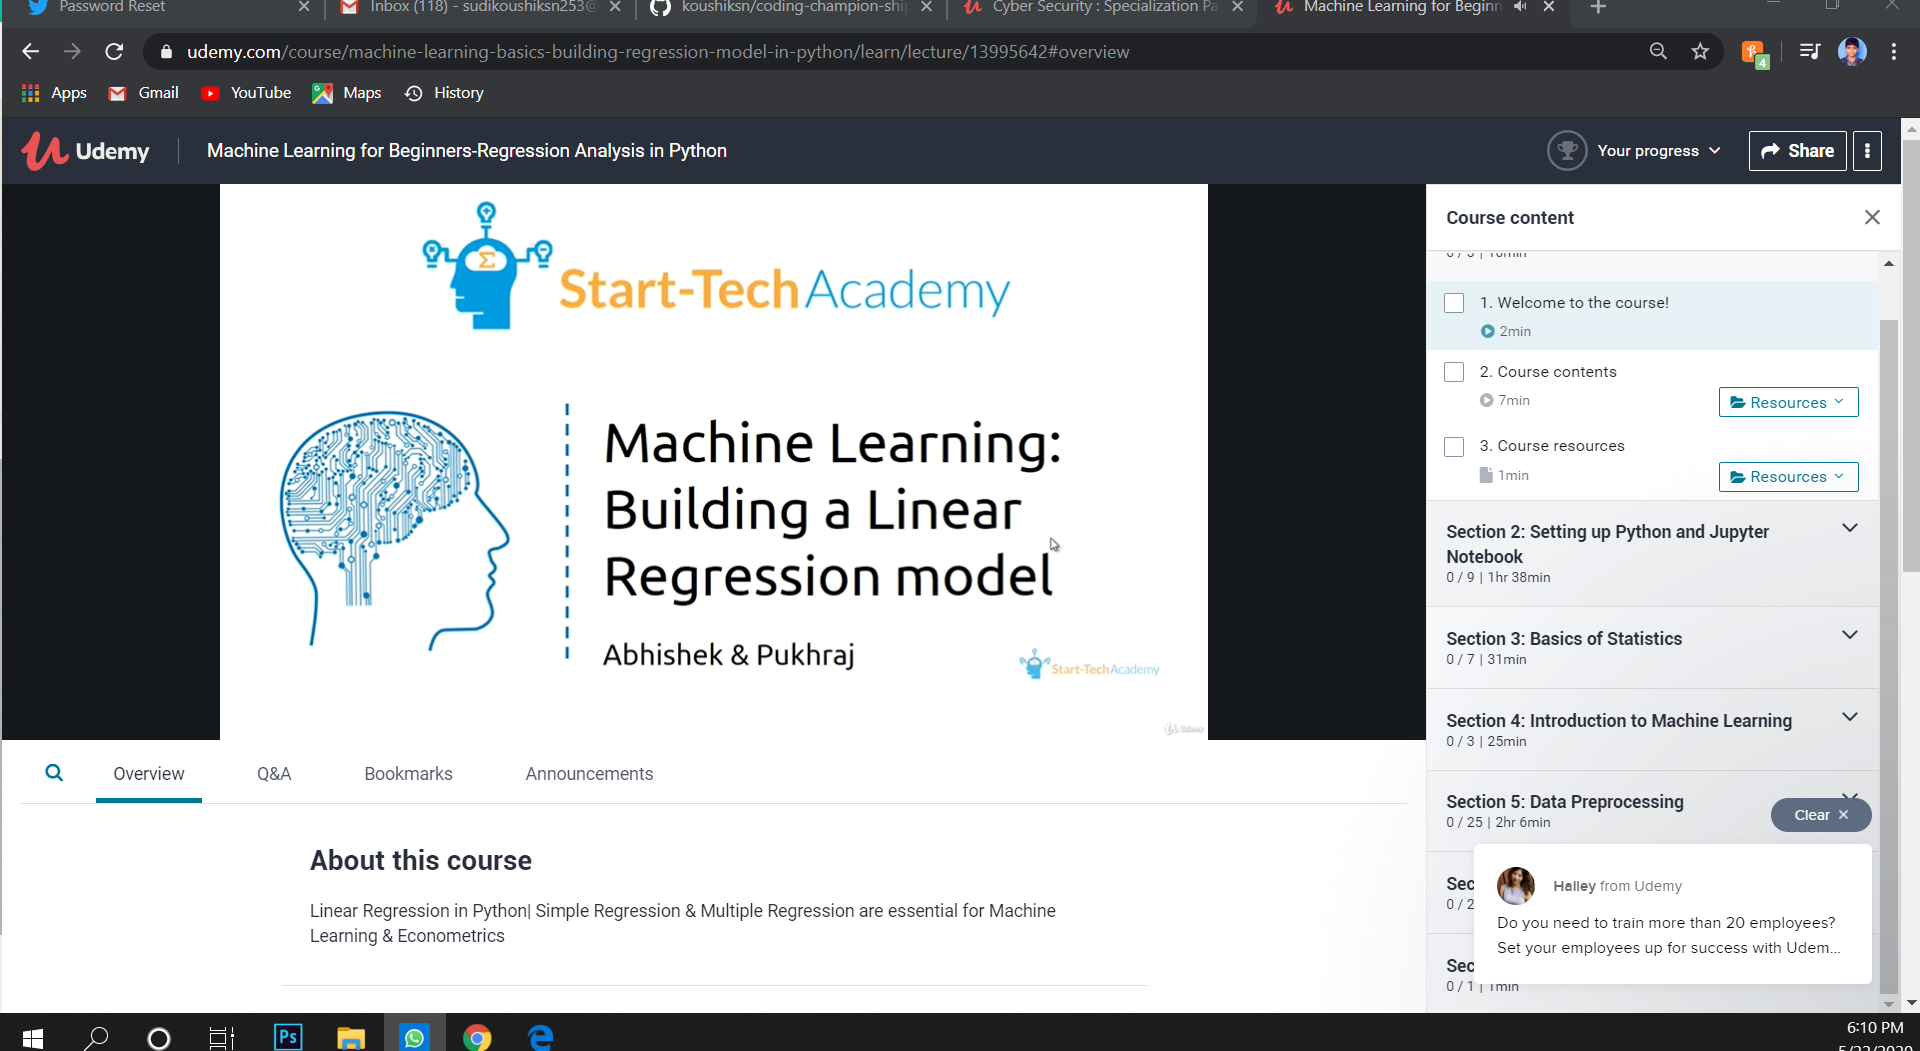 Password Reset
Inbox (118) - sudikoushiksn253@
koushiksn/coding-champion-ship
Cyber Security : Specialization Pa
Machine Learning for Beginn
udemy.com/course/machine-learning-basics-building-regression-model-in-python/learn/lecture/13995642#overview
4
Apps
Gmail
YouTube
Maps
History
Udemy
Machine Learning for Beginners-Regression Analysis in Python
Your progress
Share
Start-Tech Academy
Machine Learning:
Building a Linear
Regression model
Abhishek & Pukhraj
Start-Tech Academy
Udemy
Course content
1. Welcome to the course!
2min
2. Course contents
7min
Resources
3. Course resources
1min
Resources
Section 2: Setting up Python and Jupyter
Notebook
0 / 9 | 1hr 38min
Section 3: Basics of Statistics
0 / 7 | 31min
Section 4: Introduction to Machine Learning
0 / 3 | 25min
Section 5: Data Preprocessing
0 / 25 | 2hr 6min
Clear
Sec
0 / 2
Halley from Udemy
Do you need to train more than 20 employees?
Set your employees up for success with Udem...
Sec
0 / 1 | 1min
Overview
Q&A
Bookmarks
Announcements
About this course
Linear Regression in Python| Simple Regression & Multiple Regression are essential for Machine
Learning & Econometrics
Ps
6:10 PM